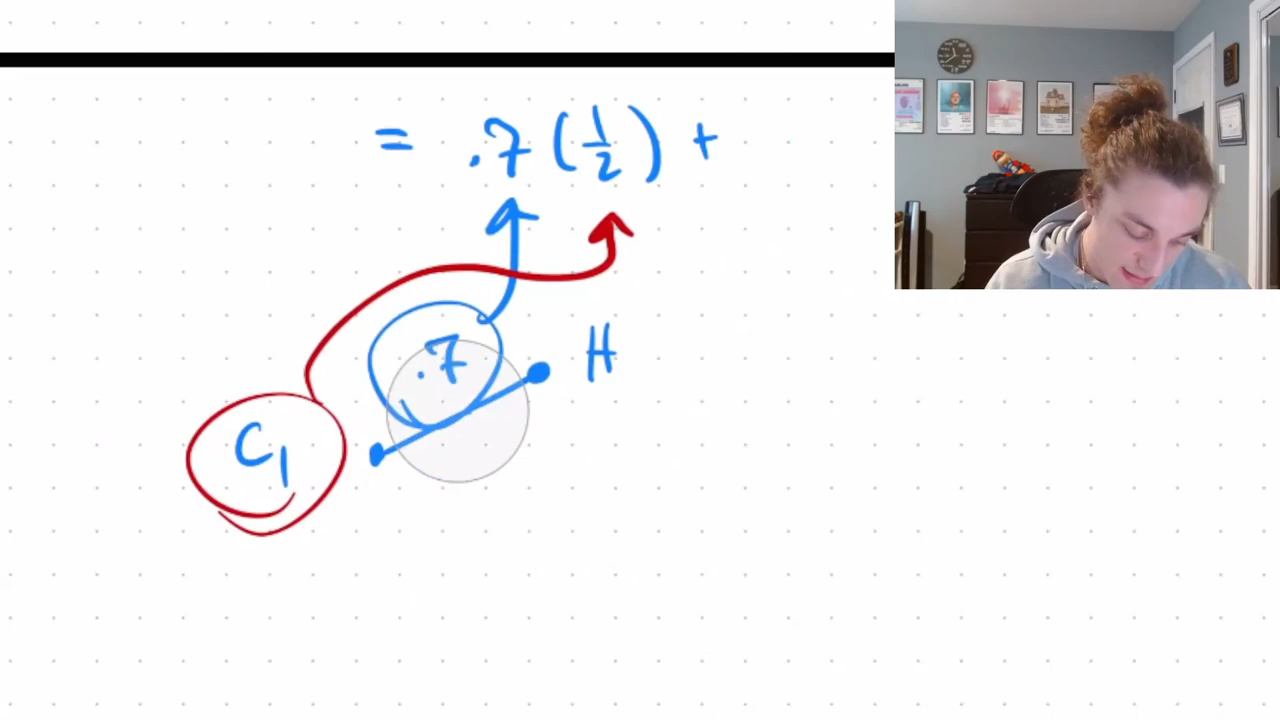 = .7 (1/2) +
.7
H
C1